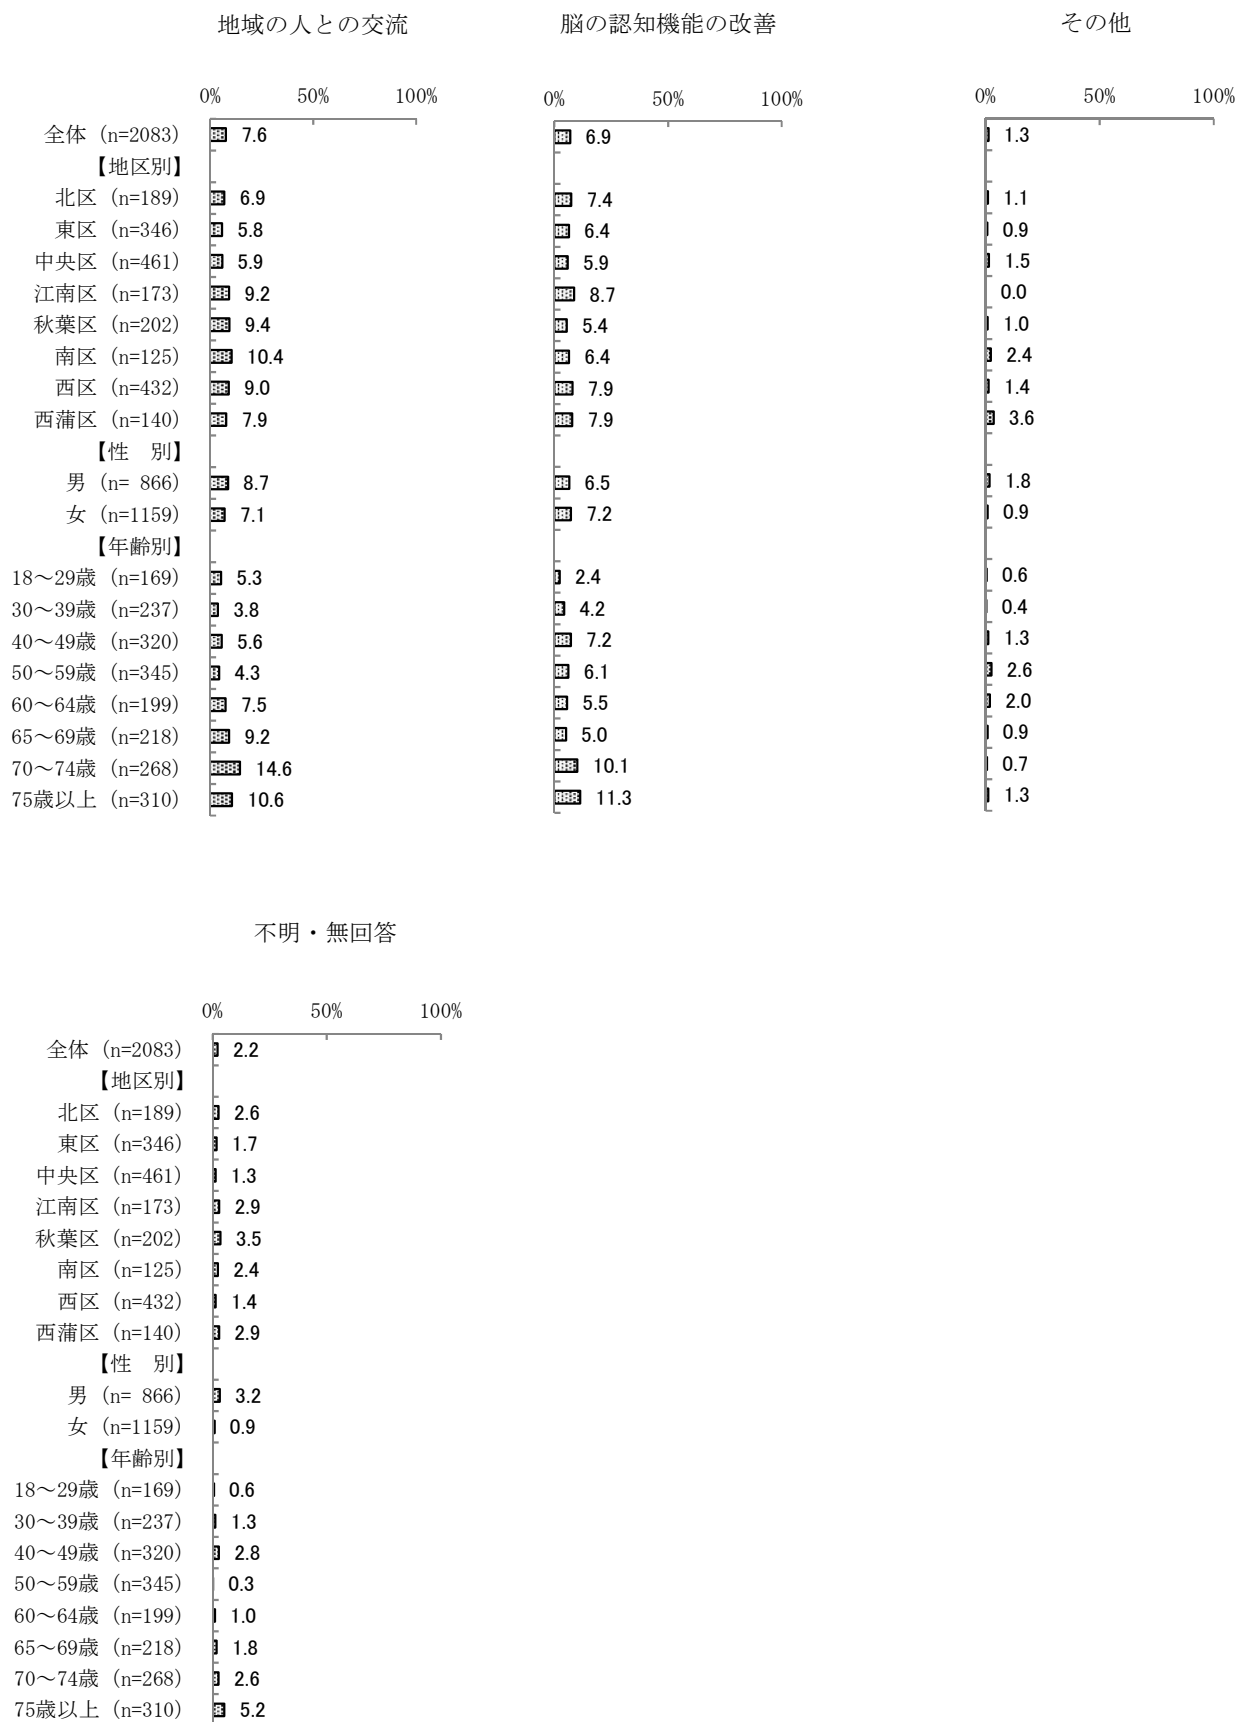 地域の人との交流 脳の認知機能の改善 その他
0% 50% 100% 0% 50% 100% 0% 50% 100%
全体 (n=2083) 7.6 6.9 1.3
【地区別】
北区 (n=189) 6.9 7.4 1.1
東区 (n=346) 5.8 6.4 0.9
中央区 (n=461) 5.9 5.9 1.5
江南区 (n=173) 9.2 8.7 0.0
秋葉区 (n=202) 9.4 5.4 1.0
南区 (n=125) 10.4 6.4 2.4
西区 (n=432) 9.0 7.9 1.4
西蒲区 (n=140) 7.9 7.9 3.6
【性　別】
男 (n= 866) 8.7 6.5 1.8
女 (n=1159) 7.1 7.2 0.9
【年齢別】
18～29歳 (n=169) 5.3 2.4 0.6
30～39歳 (n=237) 3.8 4.2 0.4
40～49歳 (n=320) 5.6 7.2 1.3
50～59歳 (n=345) 4.3 6.1 2.6
60～64歳 (n=199) 7.5 5.5 2.0
65～69歳 (n=218) 9.2 5.0 0.9
70～74歳 (n=268) 14.6 10.1 0.7
75歳以上 (n=310) 10.6 11.3 1.3
不明・無回答
0% 50% 100%
全体 (n=2083) 2.2
【地区別】
北区 (n=189) 2.6
東区 (n=346) 1.7
中央区 (n=461) 1.3
江南区 (n=173) 2.9
秋葉区 (n=202) 3.5
南区 (n=125) 2.4
西区 (n=432) 1.4
西蒲区 (n=140) 2.9
【性　別】
男 (n= 866) 3.2
女 (n=1159) 0.9
【年齢別】
18～29歳 (n=169) 0.6
30～39歳 (n=237) 1.3
40～49歳 (n=320) 2.8
50～59歳 (n=345) 0.3
60～64歳 (n=199) 1.0
65～69歳 (n=218) 1.8
70～74歳 (n=268) 2.6
75歳以上 (n=310) 5.2